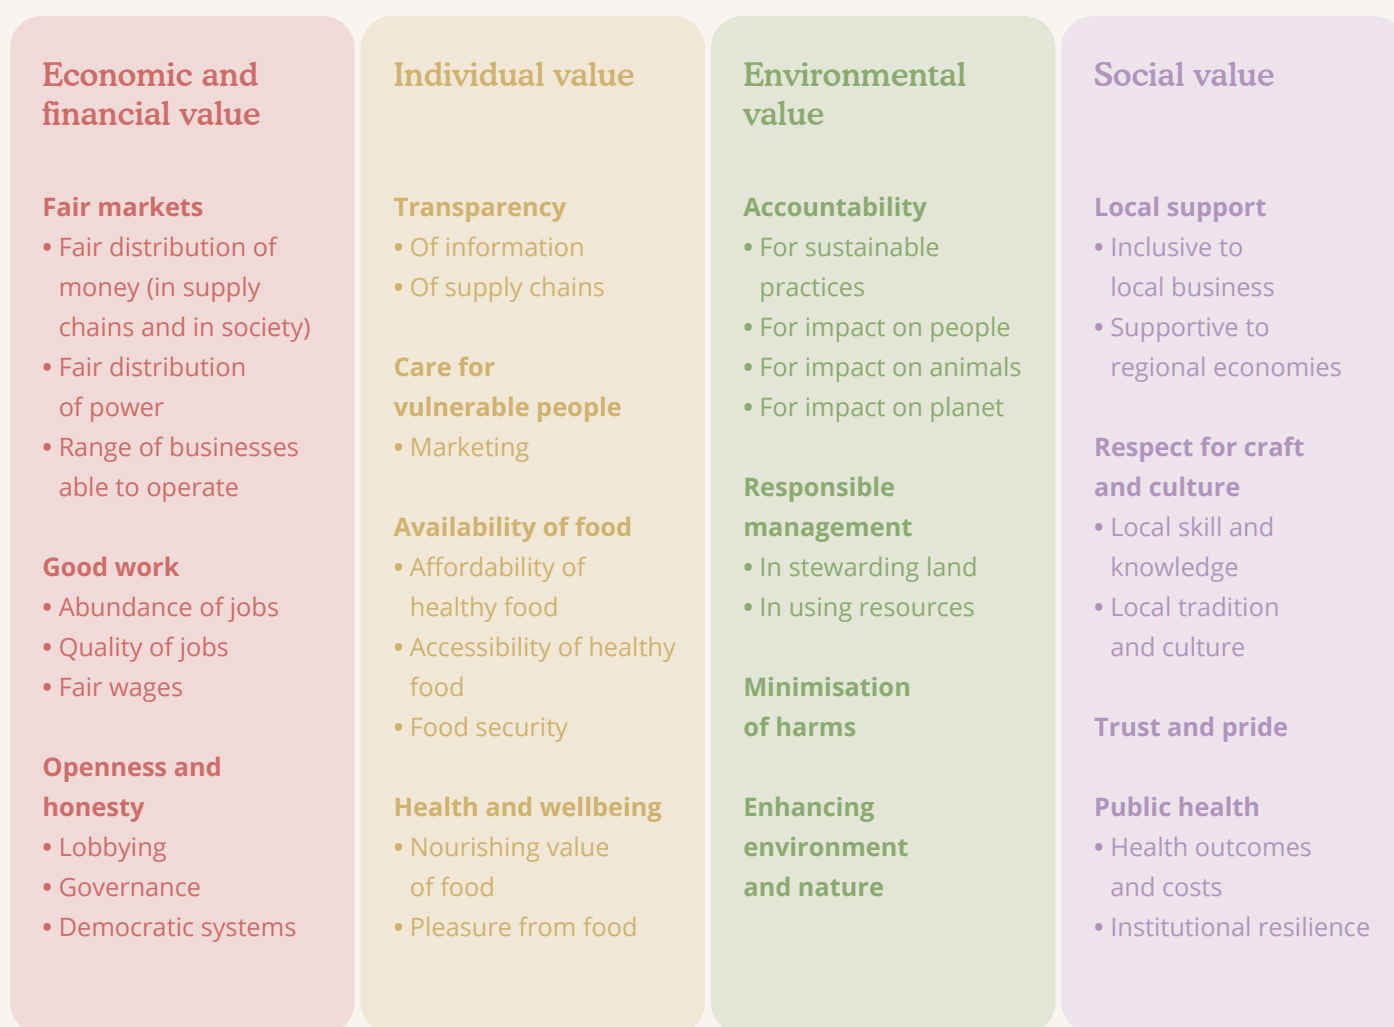 Economic and
financial value
Fair markets
• Fair distribution of
money (in supply
chains and in society)
• Fair distribution
of power
• Range of businesses
able to operate
Good work
• Abundance of jobs
• Quality of jobs
• Fair wages
Openness and
honesty
• Lobbying
• Governance
• Democratic systems
Individual value
Transparency
• Of information
• Of supply chains
Care for
vulnerable people
• Marketing
Availability of food
• Affordability of
healthy food
• Accessibility of healthy
food
• Food security
Health and wellbeing
• Nourishing value
of food
• Pleasure from food
Environmental
value
Accountability
• For sustainable
practices
• For impact on people
• For impact on animals
• For impact on planet
Responsible
management
• In stewarding land
• In using resources
Minimisation
of harms
Enhancing
environment
and nature
Social value
Local support
• Inclusive to
local business
• Supportive to
regional economies
Respect for craft
and culture
• Local skill and
knowledge
• Local tradition
and culture
Trust and pride
Public health
• Health outcomes
and costs
• Institutional resilience